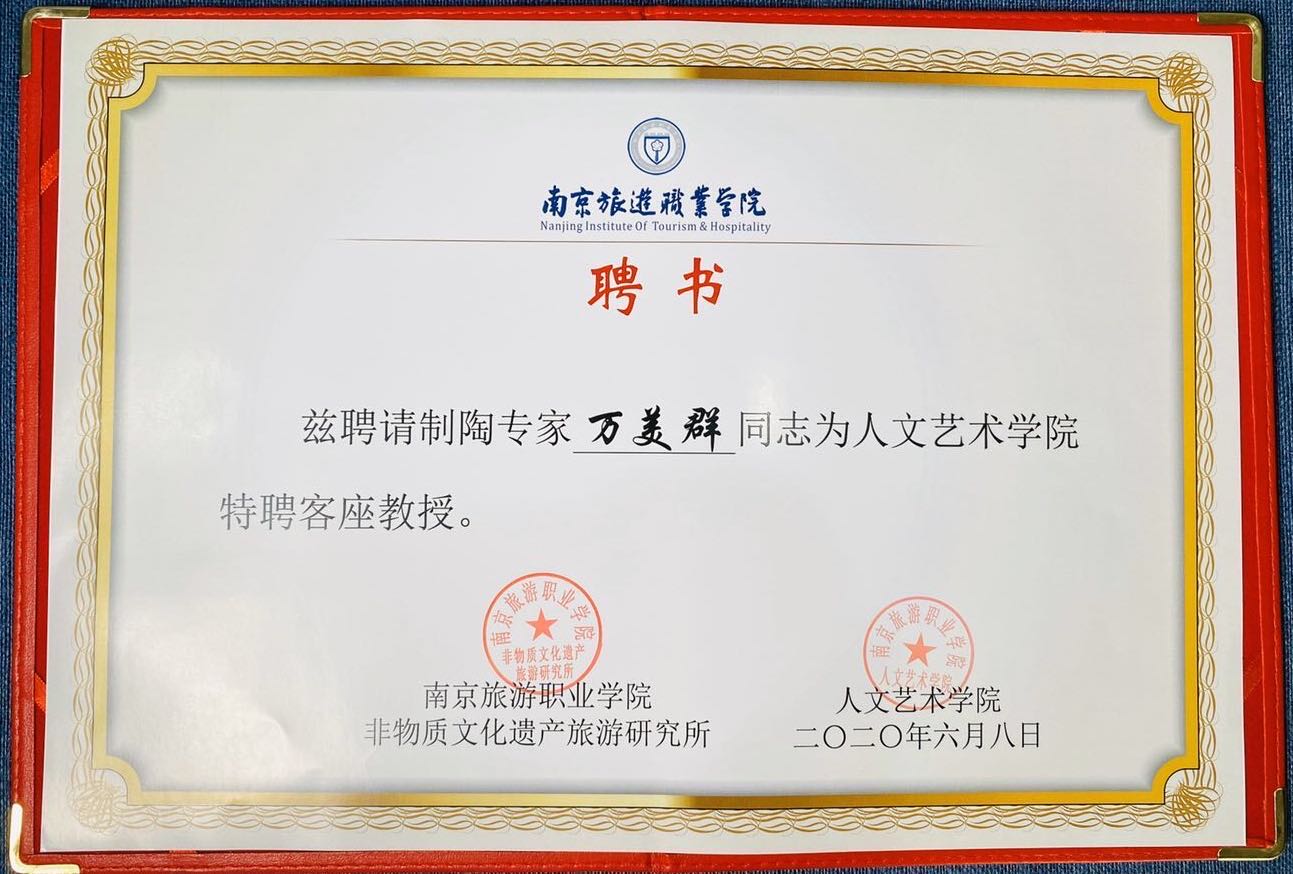 南京旅遊職業学院
Nanjing Institute Of Tourism & Hospitality
聘书
兹聘请制陶专家万美群同志为人文艺术学院
特聘客座教授。
南京旅游职业学院
非物质文化遗产
旅游研究所
南京旅游职业学院
人文艺术学院
南京旅游职业学院
非物质文化遗产旅游研究所
人文艺术学院
二〇二〇年六月八日